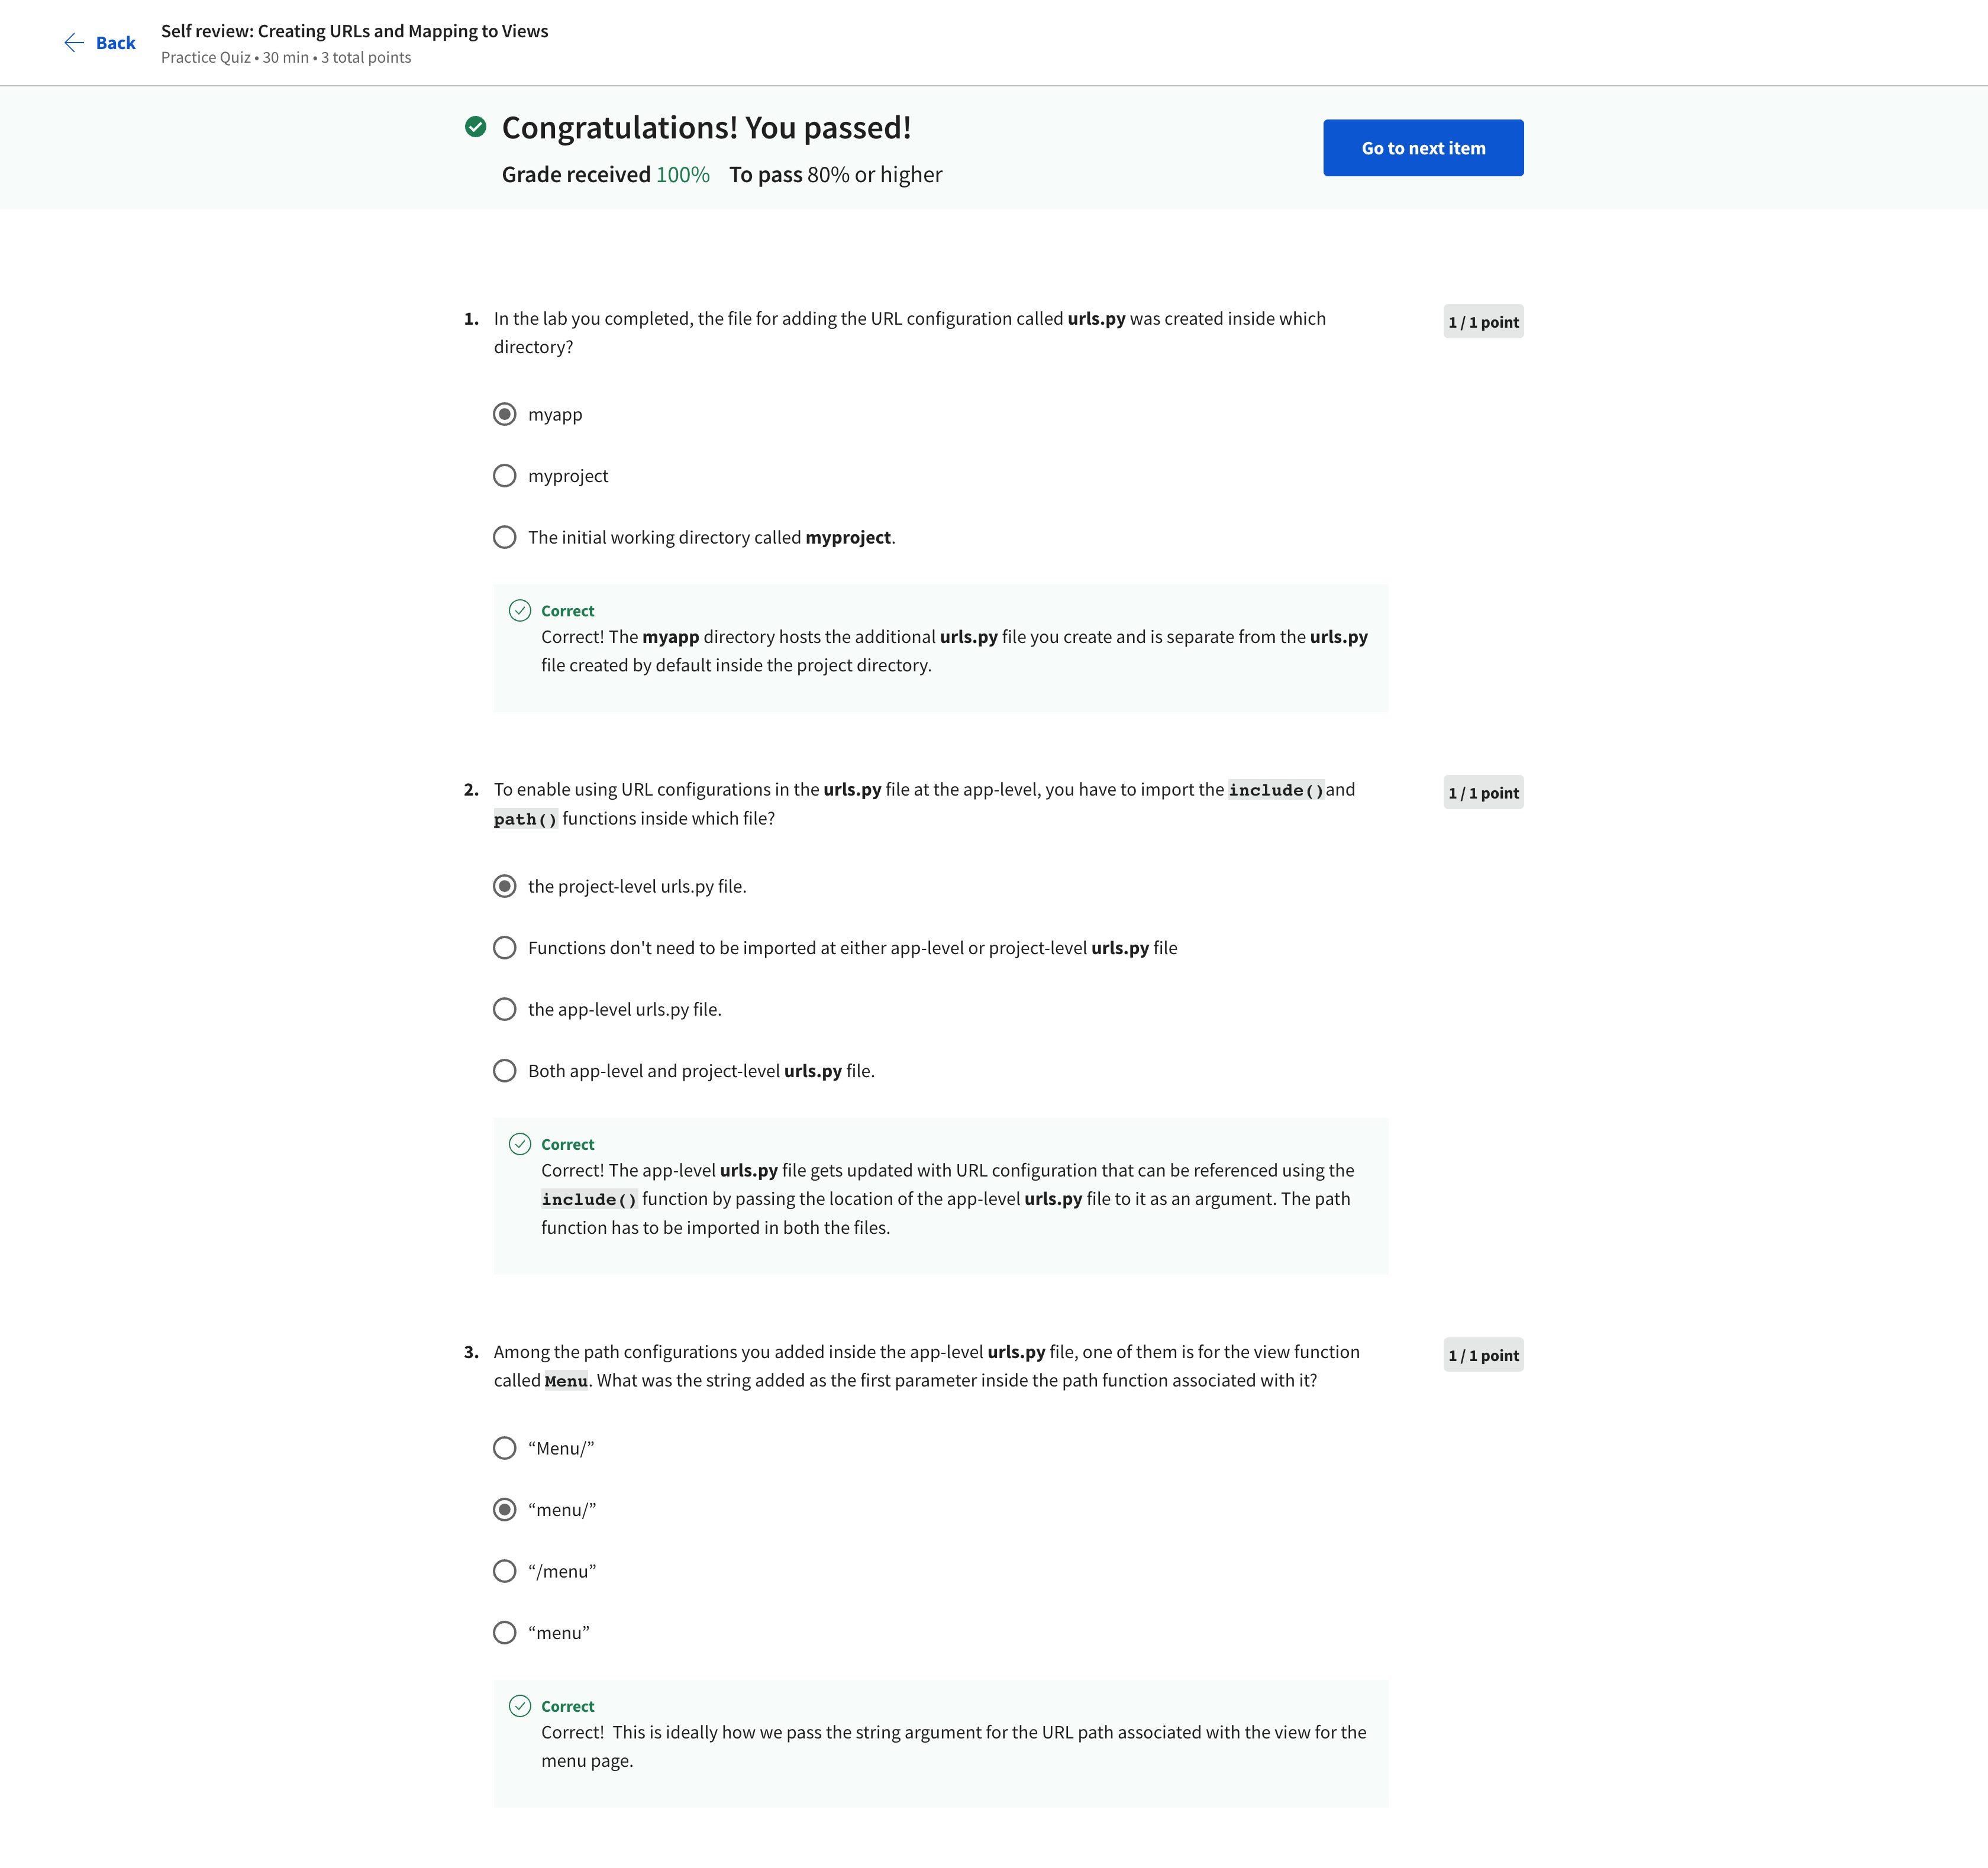 Back
Self review: Creating URLs and Mapping to Views
Practice Quiz • 30 min • 3 total points
Congratulations! You passed!
Grade received 100% To pass 80% or higher
Go to next item
1. In the lab you completed, the file for adding the URL configuration called urls.py was created inside which
directory?
1 / 1 point
myapp
myproject
The initial working directory called myproject.
Correct
Correct! The myapp directory hosts the additional urls.py file you create and is separate from the urls.py
file created by default inside the project directory.
2. To enable using URL configurations in the urls.py file at the app-level, you have to import the include()and
path() functions inside which file?
1 / 1 point
the project-level urls.py file.
Functions don't need to be imported at either app-level or project-level urls.py file
the app-level urls.py file.
Both app-level and project-level urls.py file.
Correct
Correct! The app-level urls.py file gets updated with URL configuration that can be referenced using the
include() function by passing the location of the app-level urls.py file to it as an argument. The path
function has to be imported in both the files.
3. Among the path configurations you added inside the app-level urls.py file, one of them is for the view function
called Menu. What was the string added as the first parameter inside the path function associated with it?
1 / 1 point
“Menu/”
“menu/”
“/menu”
“menu”
Correct
Correct!  This is ideally how we pass the string argument for the URL path associated with the view for the
menu page.